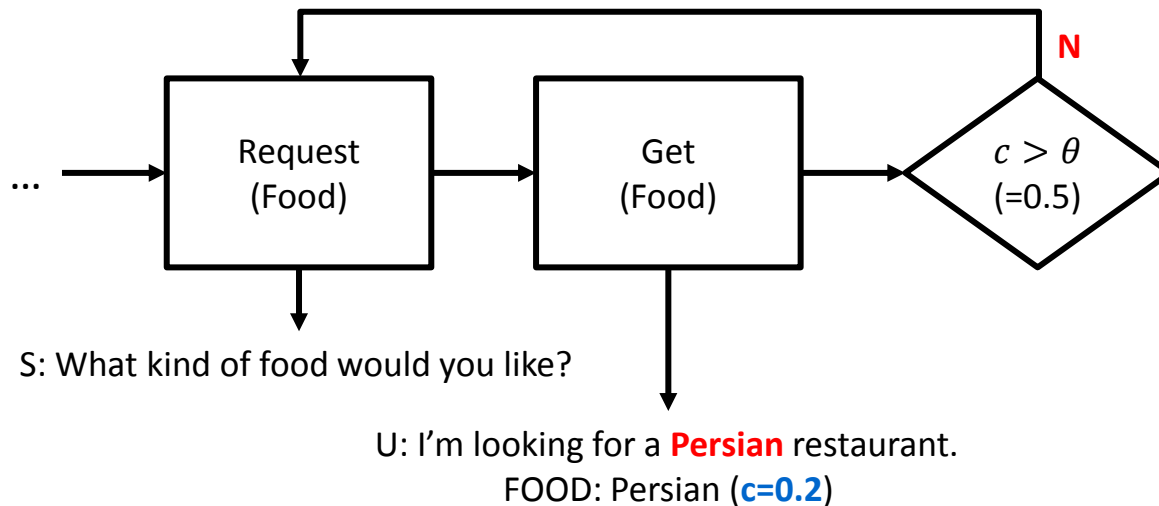 N
...
Request
(Food)
Get
(Food)
c > θ
(=0.5)
S: What kind of food would you like?
U: I’m looking for a Persian restaurant.
FOOD: Persian (c=0.2)